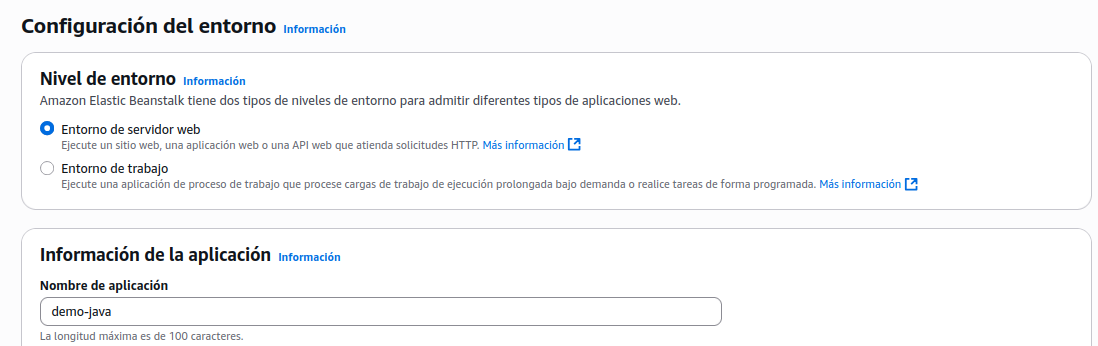 Configuración del entorno Información
Nivel de entorno Información
Amazon Elastic Beanstalk tiene dos tipos de niveles de entorno para admitir diferentes tipos de aplicaciones web.
Entorno de servidor web
Ejecute un sitio web, una aplicación web o una API web que atienda solicitudes HTTP. Más información
Entorno de trabajo
Ejecute una aplicación de proceso de trabajo que procese cargas de trabajo de ejecución prolongada bajo demanda o realice tareas de forma programada. Más información
Información de la aplicación Información
Nombre de aplicación
demo-java
La longitud máxima es de 100 caracteres.